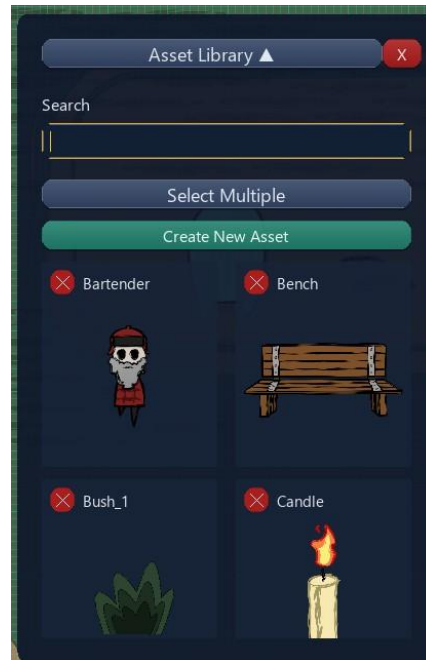 Asset Library ▲ X
Search
Select Multiple
Create New Asset
Bartender Bench
Bush_1 Candle